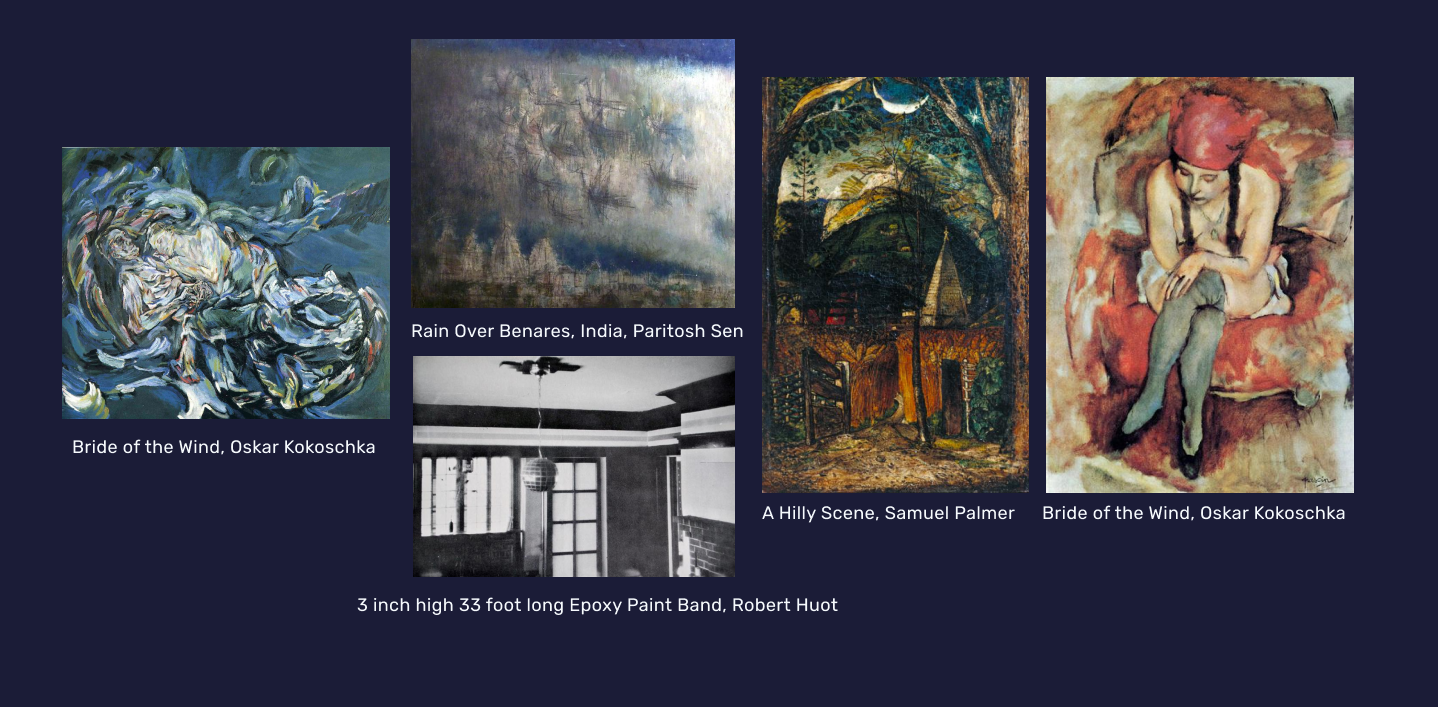 Rain Over Benares, India, Paritosh Sen
Bride of the Wind, Oskar Kokoschka
A Hilly Scene, Samuel Palmer
Bride of the Wind, Oskar Kokoschka
3 inch high 33 foot long Epoxy Paint Band, Robert Huot